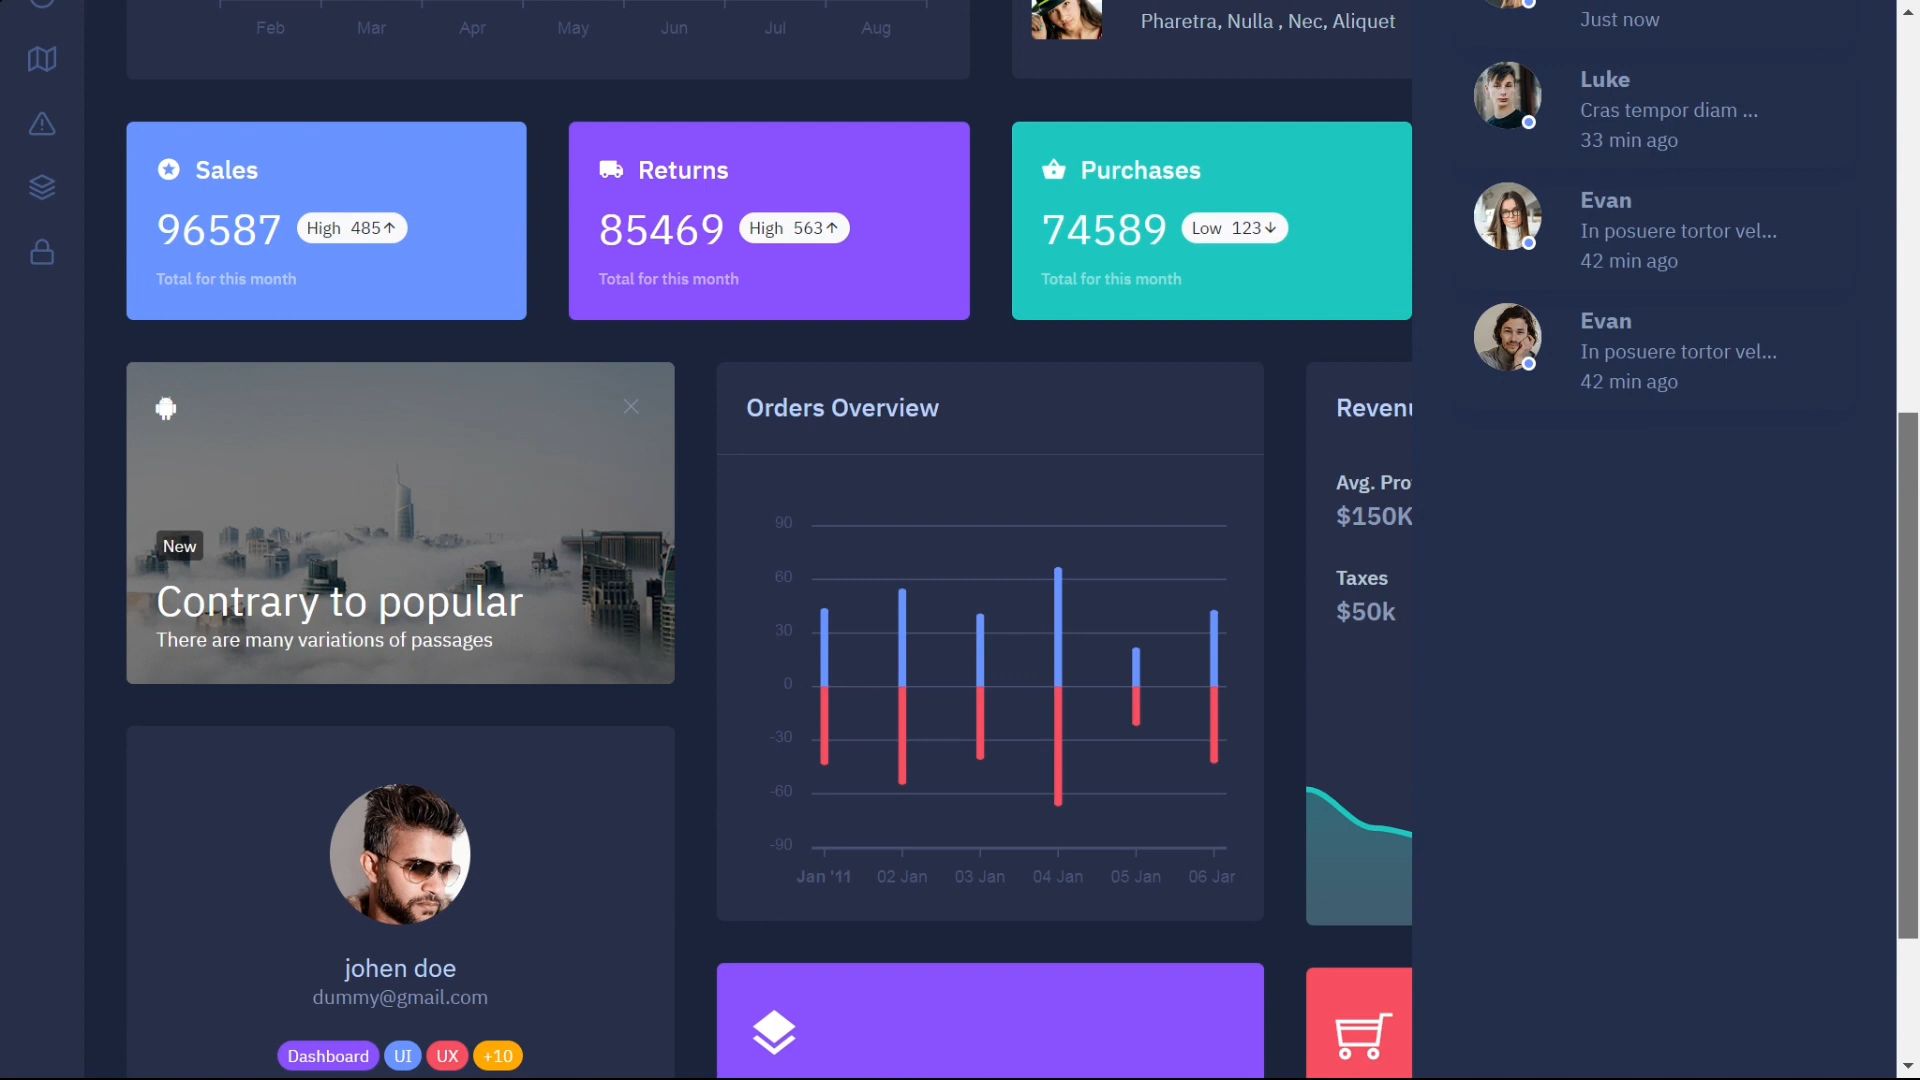 Feb Mar Apr May Jun Jul Aug
Pharetra, Nulla , Nec, Aliquet
Sales
96587 High 485↑
Total for this month
Returns
85469 High 563↑
Total for this month
Purchases
74589 Low 123↓
Total for this month
New
Contrary to popular
There are many variations of passages
Orders Overview
90
60
30
0
-30
-60
-90
Jan '11 02 Jan 03 Jan 04 Jan 05 Jan 06 Jar
Avg. Pro
$150K
Taxes
$50k
johen doe
dummy@gmail.com
Dashboard UI UX +10
Just now
Luke
Cras tempor diam ...
33 min ago
Evan
In posuere tortor vel...
42 min ago
Evan
In posuere tortor vel...
42 min ago